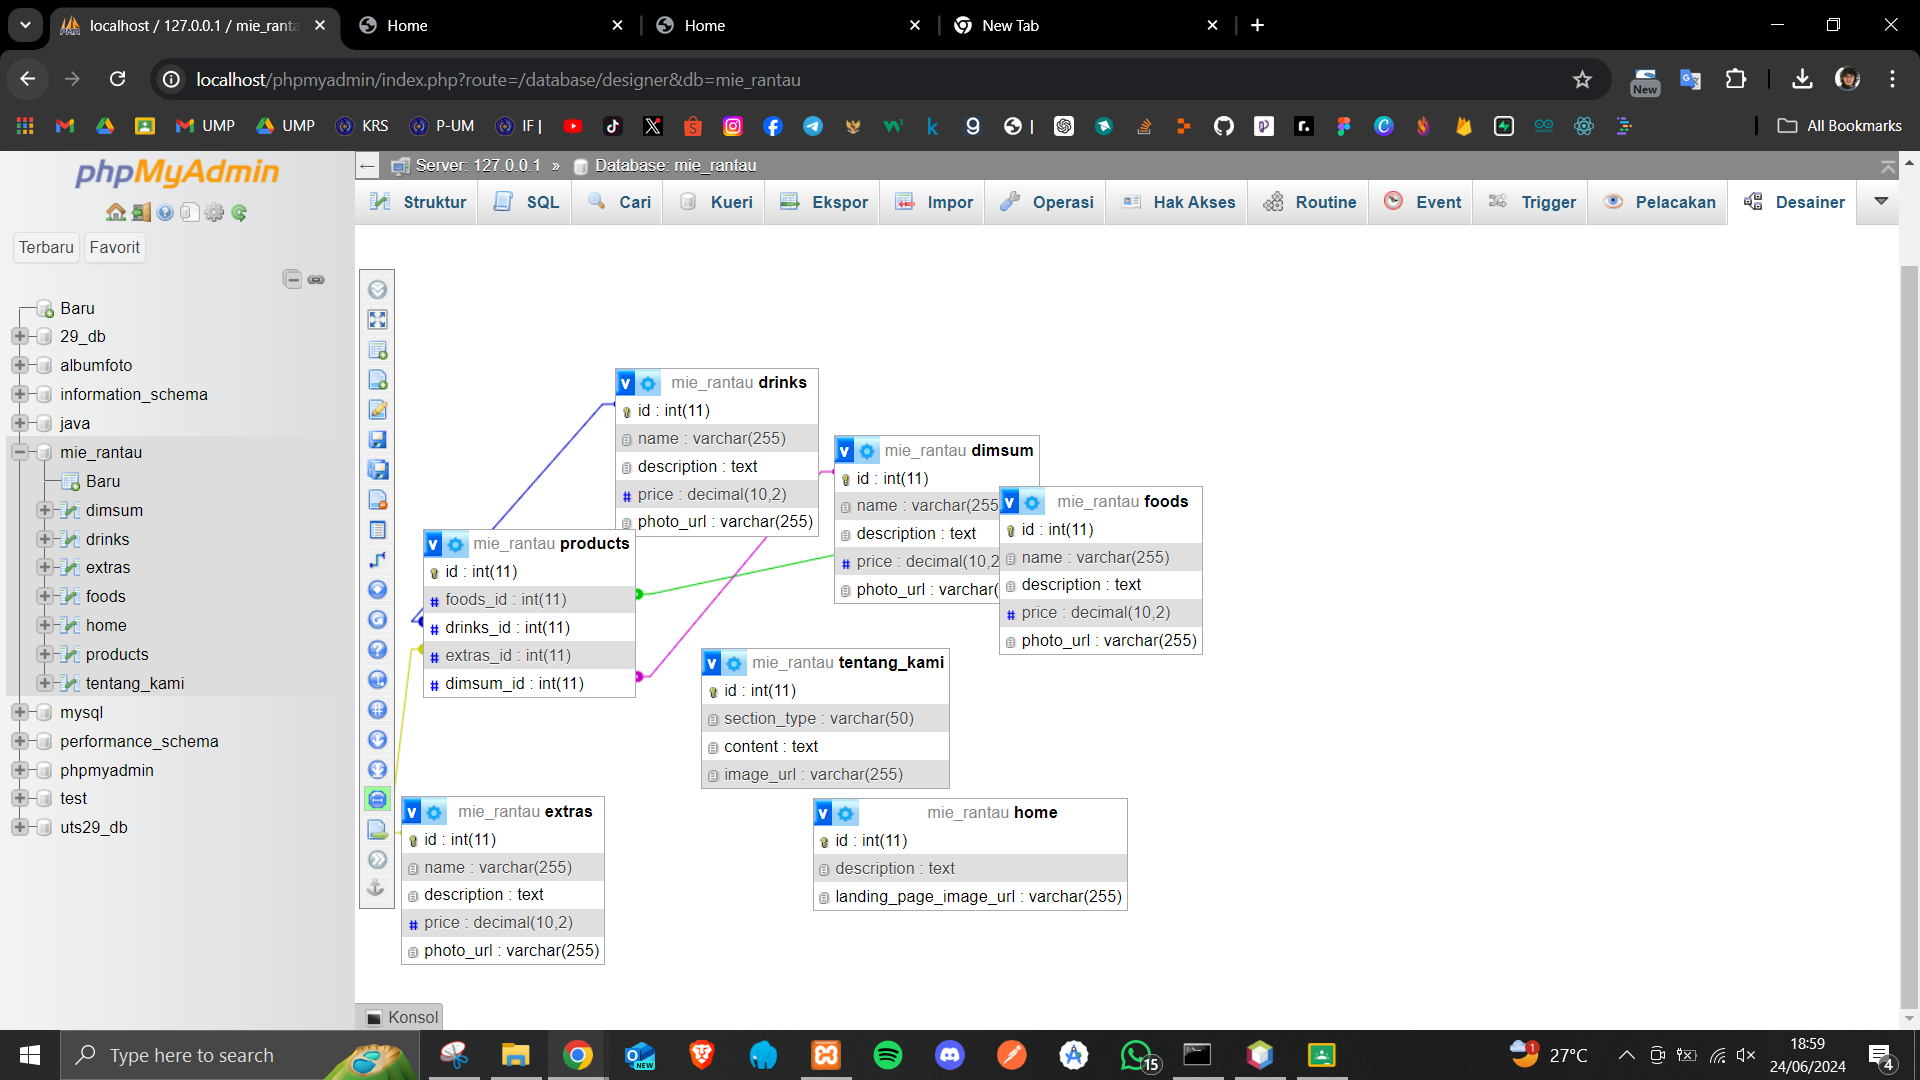 localhost / 127.0.0.1 / mie_ranta
Home
Home
New Tab
localhost/phpmyadmin/index.php?route=/database/designer&db=mie_rantau
New
UMP
UMP
KRS
P-UM
IF |
|
All Bookmarks
phpMyAdmin
Terbaru
Favorit
Baru
29_db
albumfoto
information_schema
java
mie_rantau
Baru
dimsum
drinks
extras
foods
home
products
tentang_kami
mysql
performance_schema
phpmyadmin
test
uts29_db
Server: 127.0.0.1 » Database: mie_rantau
Struktur
SQL
Cari
Kueri
Ekspor
Impor
Operasi
Hak Akses
Routine
Event
Trigger
Pelacakan
Desainer
v mie_rantau drinks
id : int(11)
name : varchar(255)
description : text
# price : decimal(10,2)
photo_url : varchar(255)
v mie_rantau dimsum
id : int(11)
name : varchar(255
description : text
# price : decimal(10,2
photo_url : varchar(
v mie_rantau foods
id : int(11)
name : varchar(255)
description : text
# price : decimal(10,2)
photo_url : varchar(255)
v mie_rantau products
id : int(11)
# foods_id : int(11)
# drinks_id : int(11)
# extras_id : int(11)
# dimsum_id : int(11)
v mie_rantau tentang_kami
id : int(11)
section_type : varchar(50)
content : text
image_url : varchar(255)
v mie_rantau extras
id : int(11)
name : varchar(255)
description : text
# price : decimal(10,2)
photo_url : varchar(255)
v mie_rantau home
id : int(11)
description : text
landing_page_image_url : varchar(255)
Konsol
Type here to search
NEW
15
1
27°C
18:59
24/06/2024
4